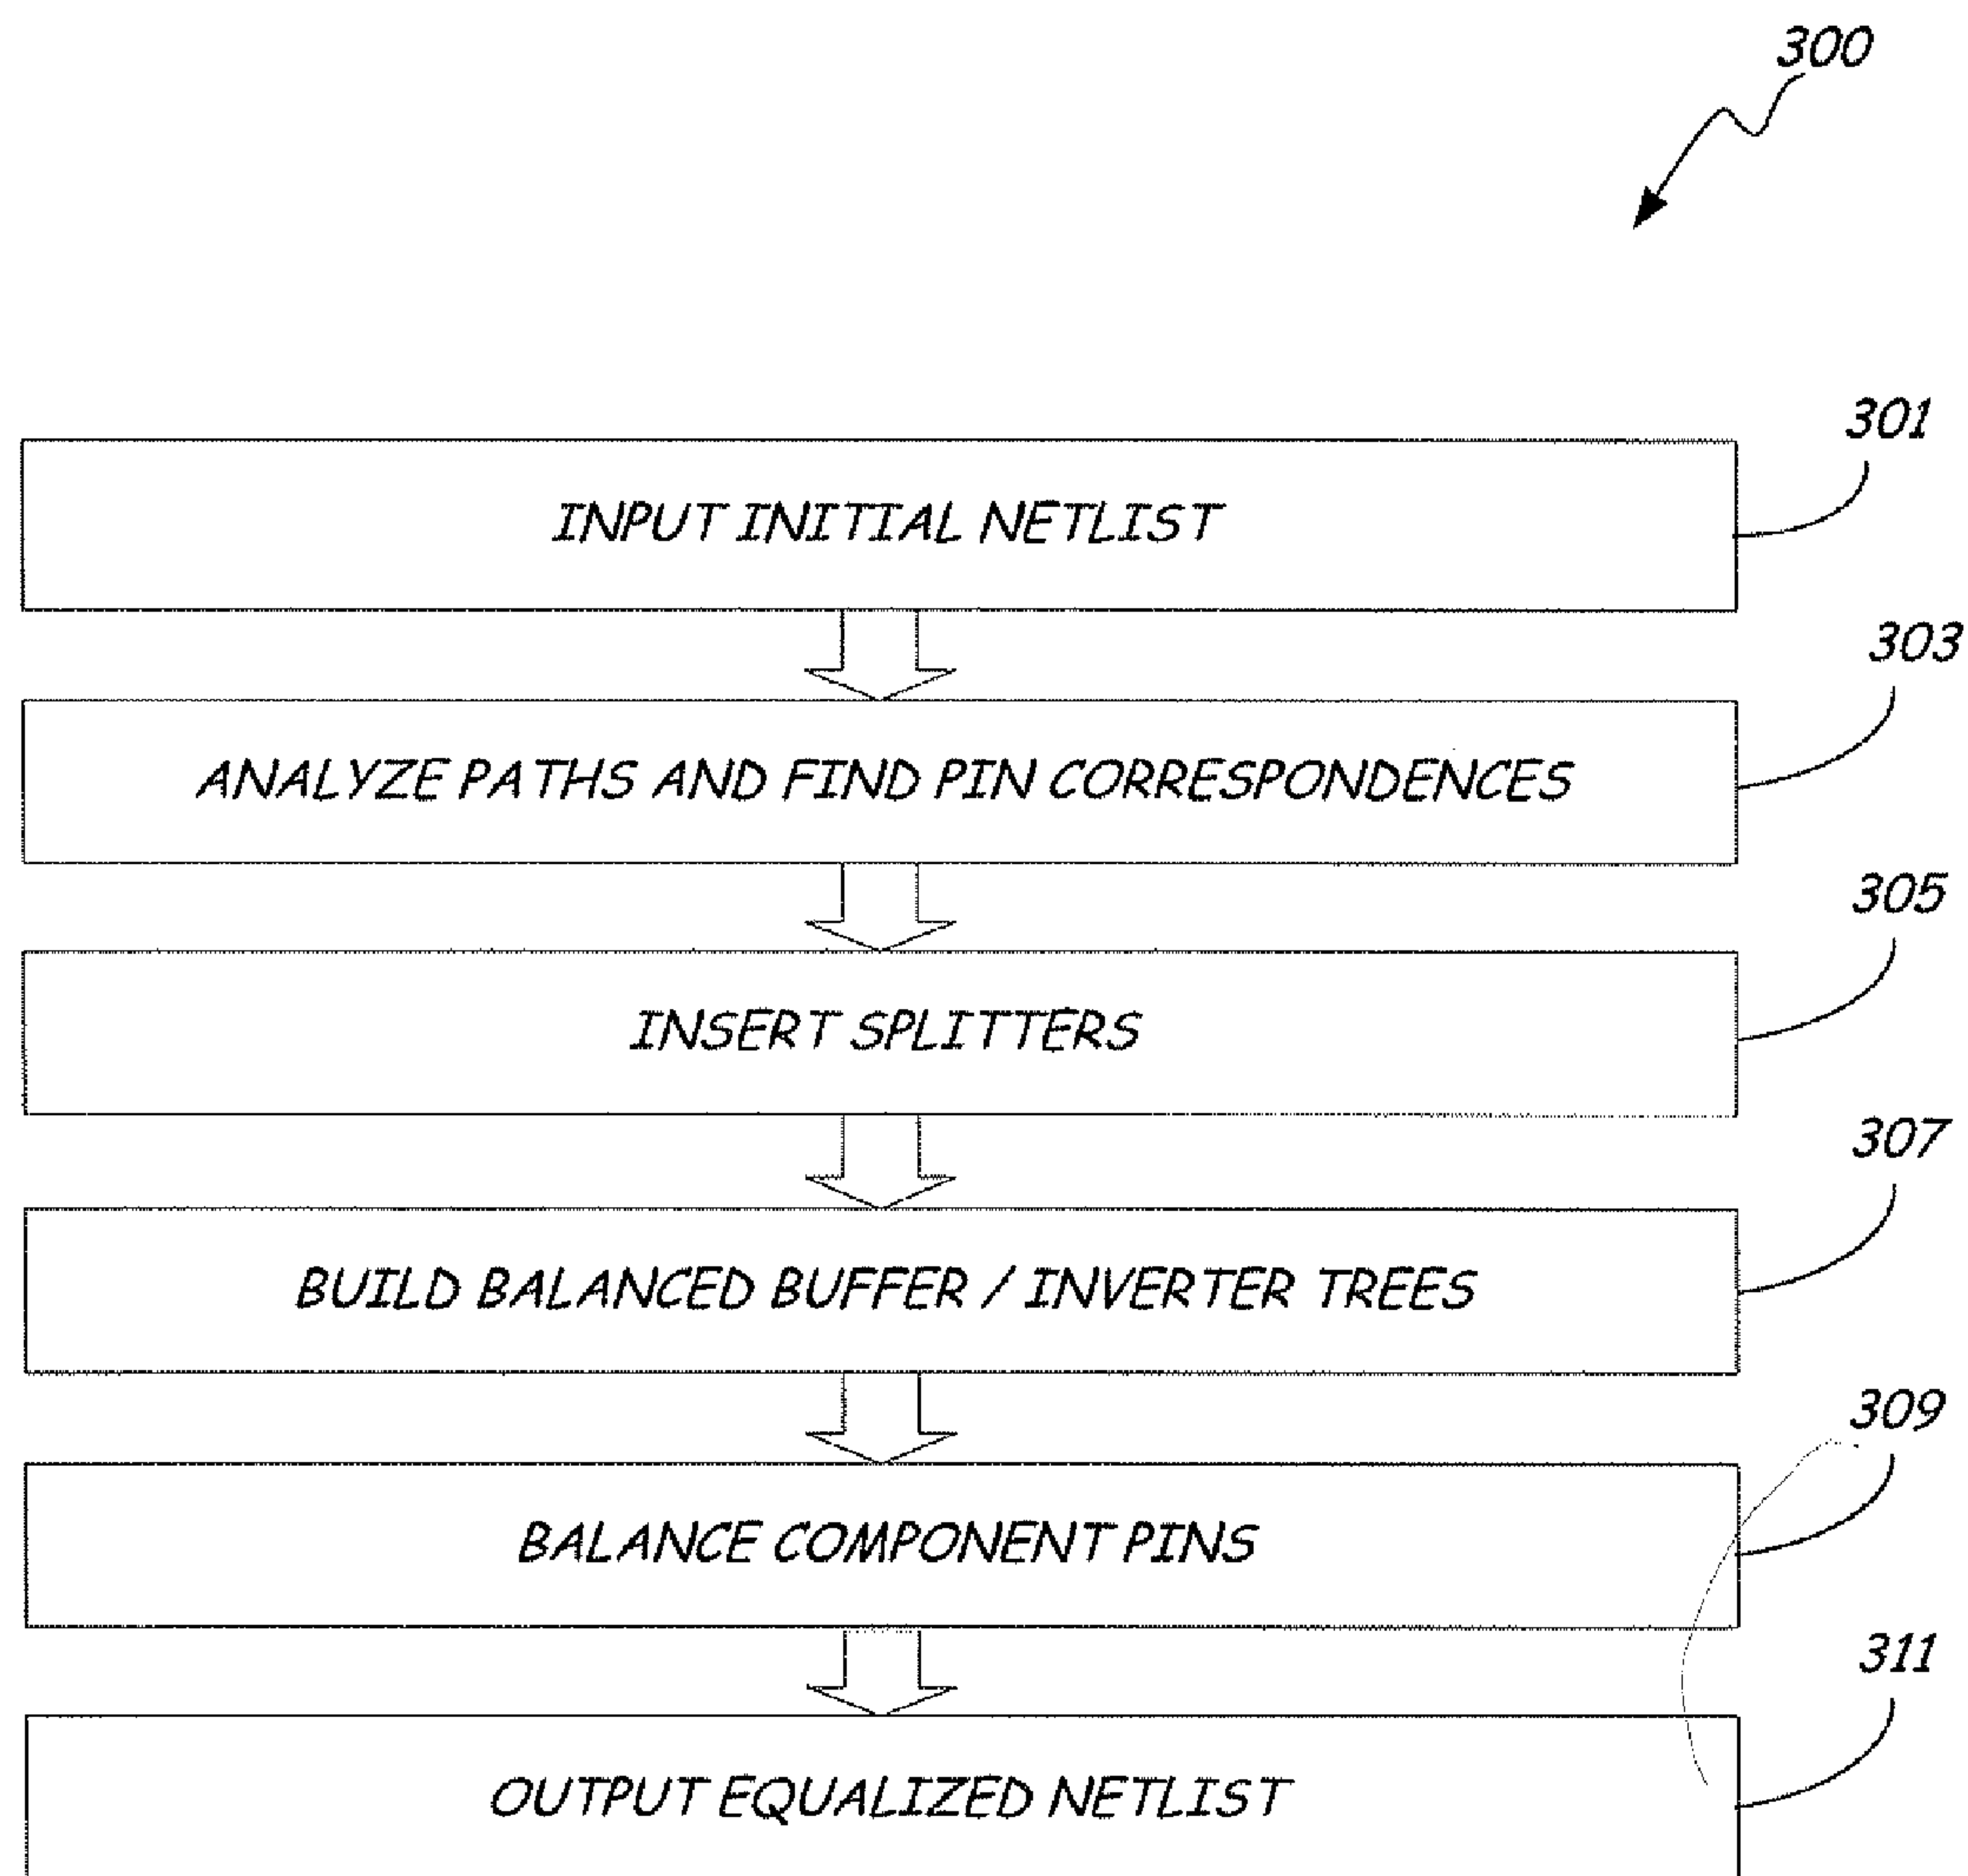 300
301
INPUT INITIAL NETLIST
303
ANALYZE PATHS AND FIND PIN CORRESPONDENCES
305
INSERT SPLITTERS
307
BUILD BALANCED BUFFER / INVERTER TREES
309
BALANCE COMPONENT PINS
311
OUTPUT EQUALIZED NETLIST